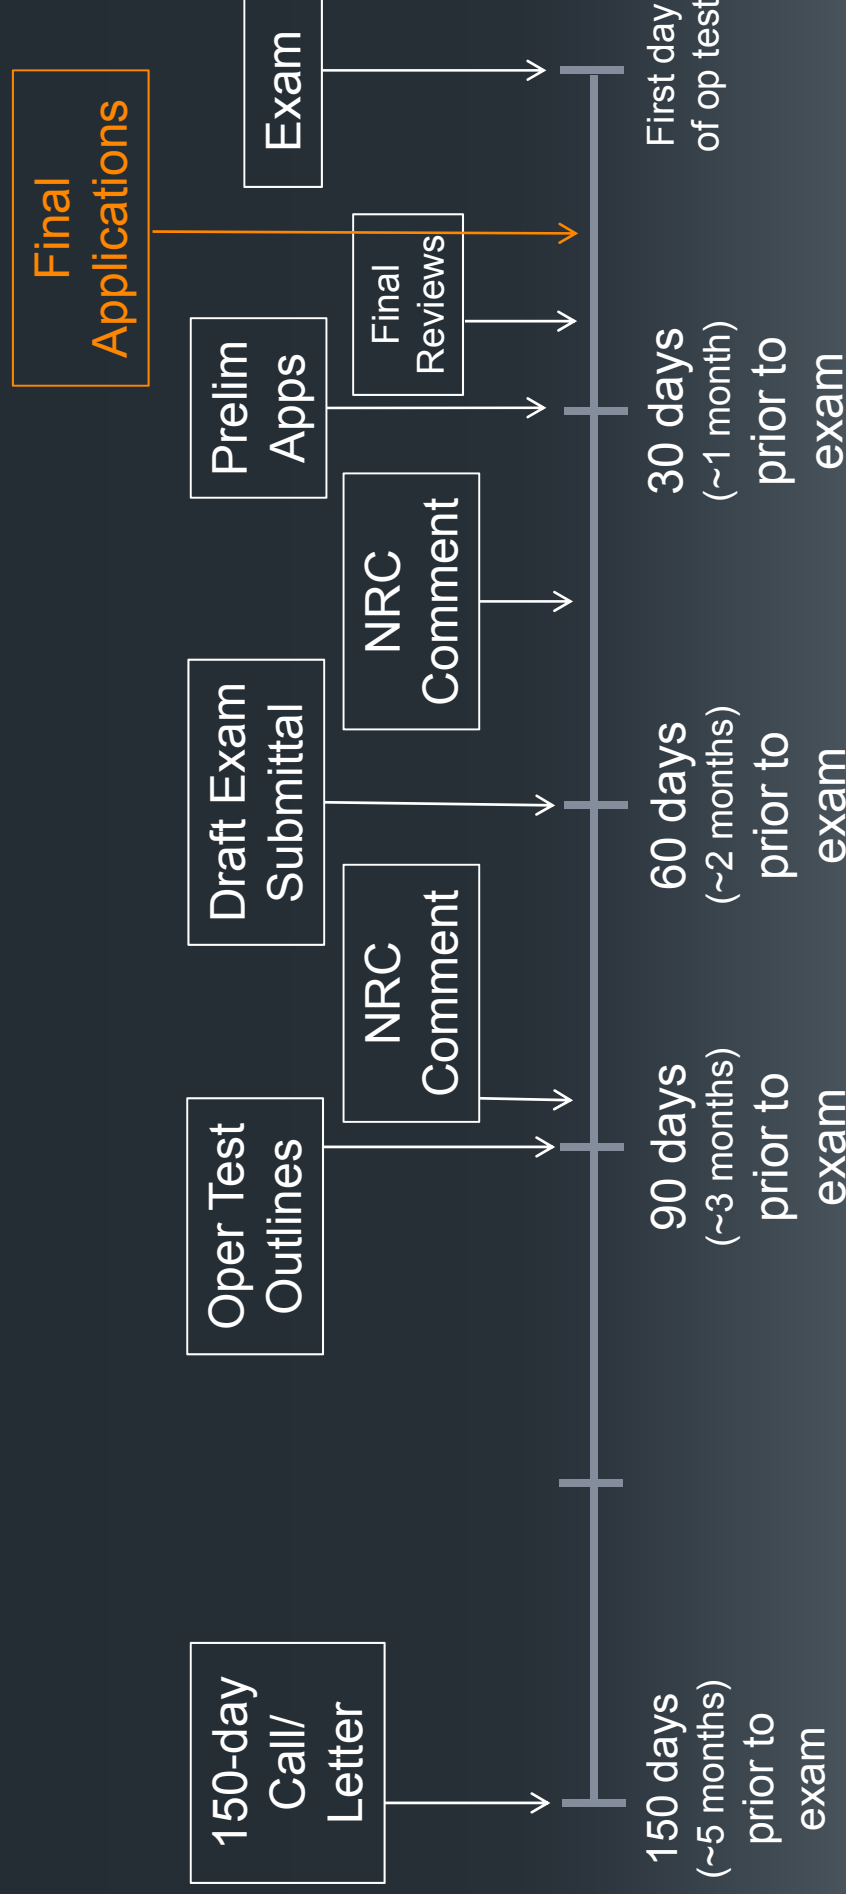 Final
Applications
Exam
Prelim
Apps
Final
Reviews
Draft Exam
Submittal
NRC
Comment
NRC
Comment
Oper Test
Outlines
150-day
Call/
Letter
150 days
(~5 months)
prior to
exam
90 days
(~3 months)
prior to
exam
60 days
(~2 months)
prior to
exam
30 days
(~1 month)
prior to
exam
First day
of op test